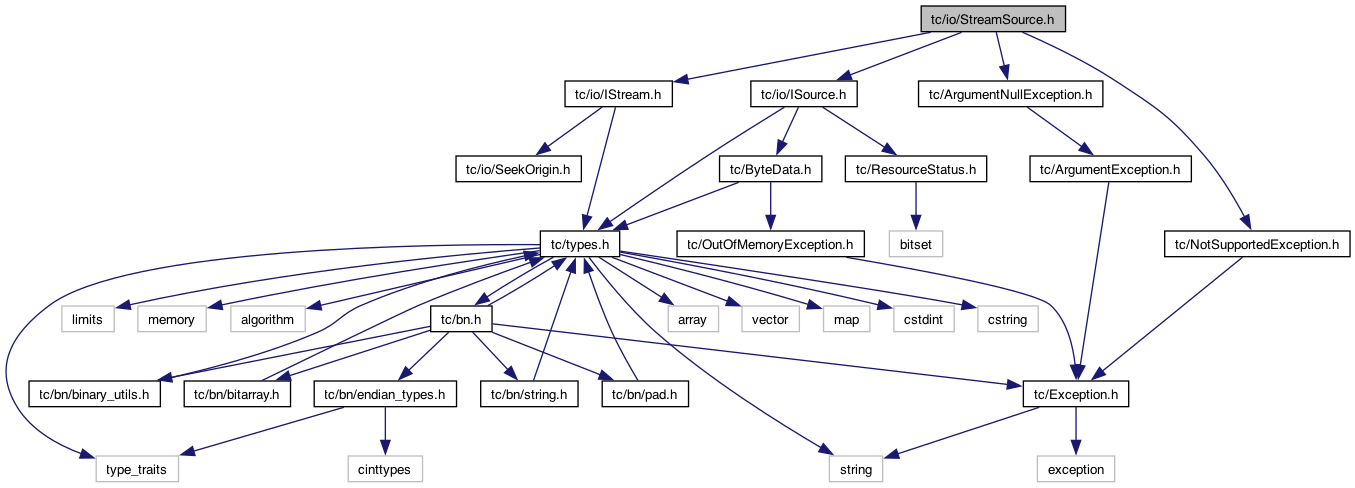 tc/io/StreamSource.h
tc/io/IStream.h
tc/io/ISource.h
tc/ArgumentNullException.h
tc/io/SeekOrigin.h
tc/ByteData.h
tc/ResourceStatus.h
tc/ArgumentException.h
tc/types.h
tc/OutOfMemoryException.h
bitset
tc/NotSupportedException.h
limits
memory
algorithm
tc/bn.h
array
vector
map
cstdint
cstring
tc/bn/binary_utils.h
tc/bn/bitarray.h
tc/bn/endian_types.h
tc/bn/string.h
tc/bn/pad.h
tc/Exception.h
type_traits
cinttypes
string
exception